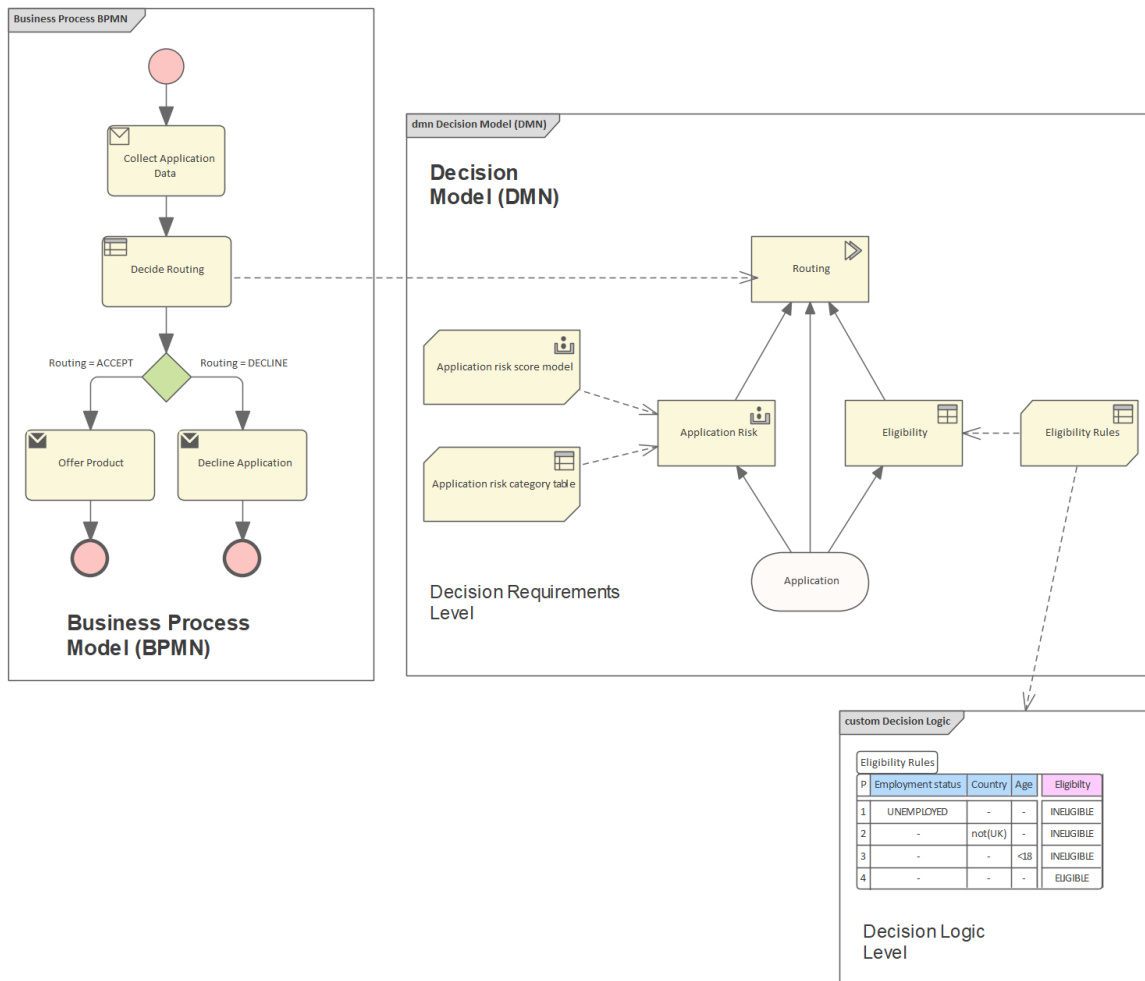 Business Process BPMN
Collect Application
Data
Decide Routing
Routing = ACCEPT
Routing = DECLINE
Offer Product
Decline Application
Business Process
Model (BPMN)
dmn Decision Model (DMN)
Decision
Model (DMN)
Routing
Application risk score model
Application Risk
Eligibility
Eligibility Rules
Application risk category table
Application
Decision Requirements
Level
custom Decision Logic
Eligibility Rules
P Employment status Country Age Eligibilty
1 UNEMPLOYED - - INELIGIBLE
2 - not(UK) - INELIGIBLE
3 - - <18 INELIGIBLE
4 - - - ELIGIBLE
Decision Logic
Level